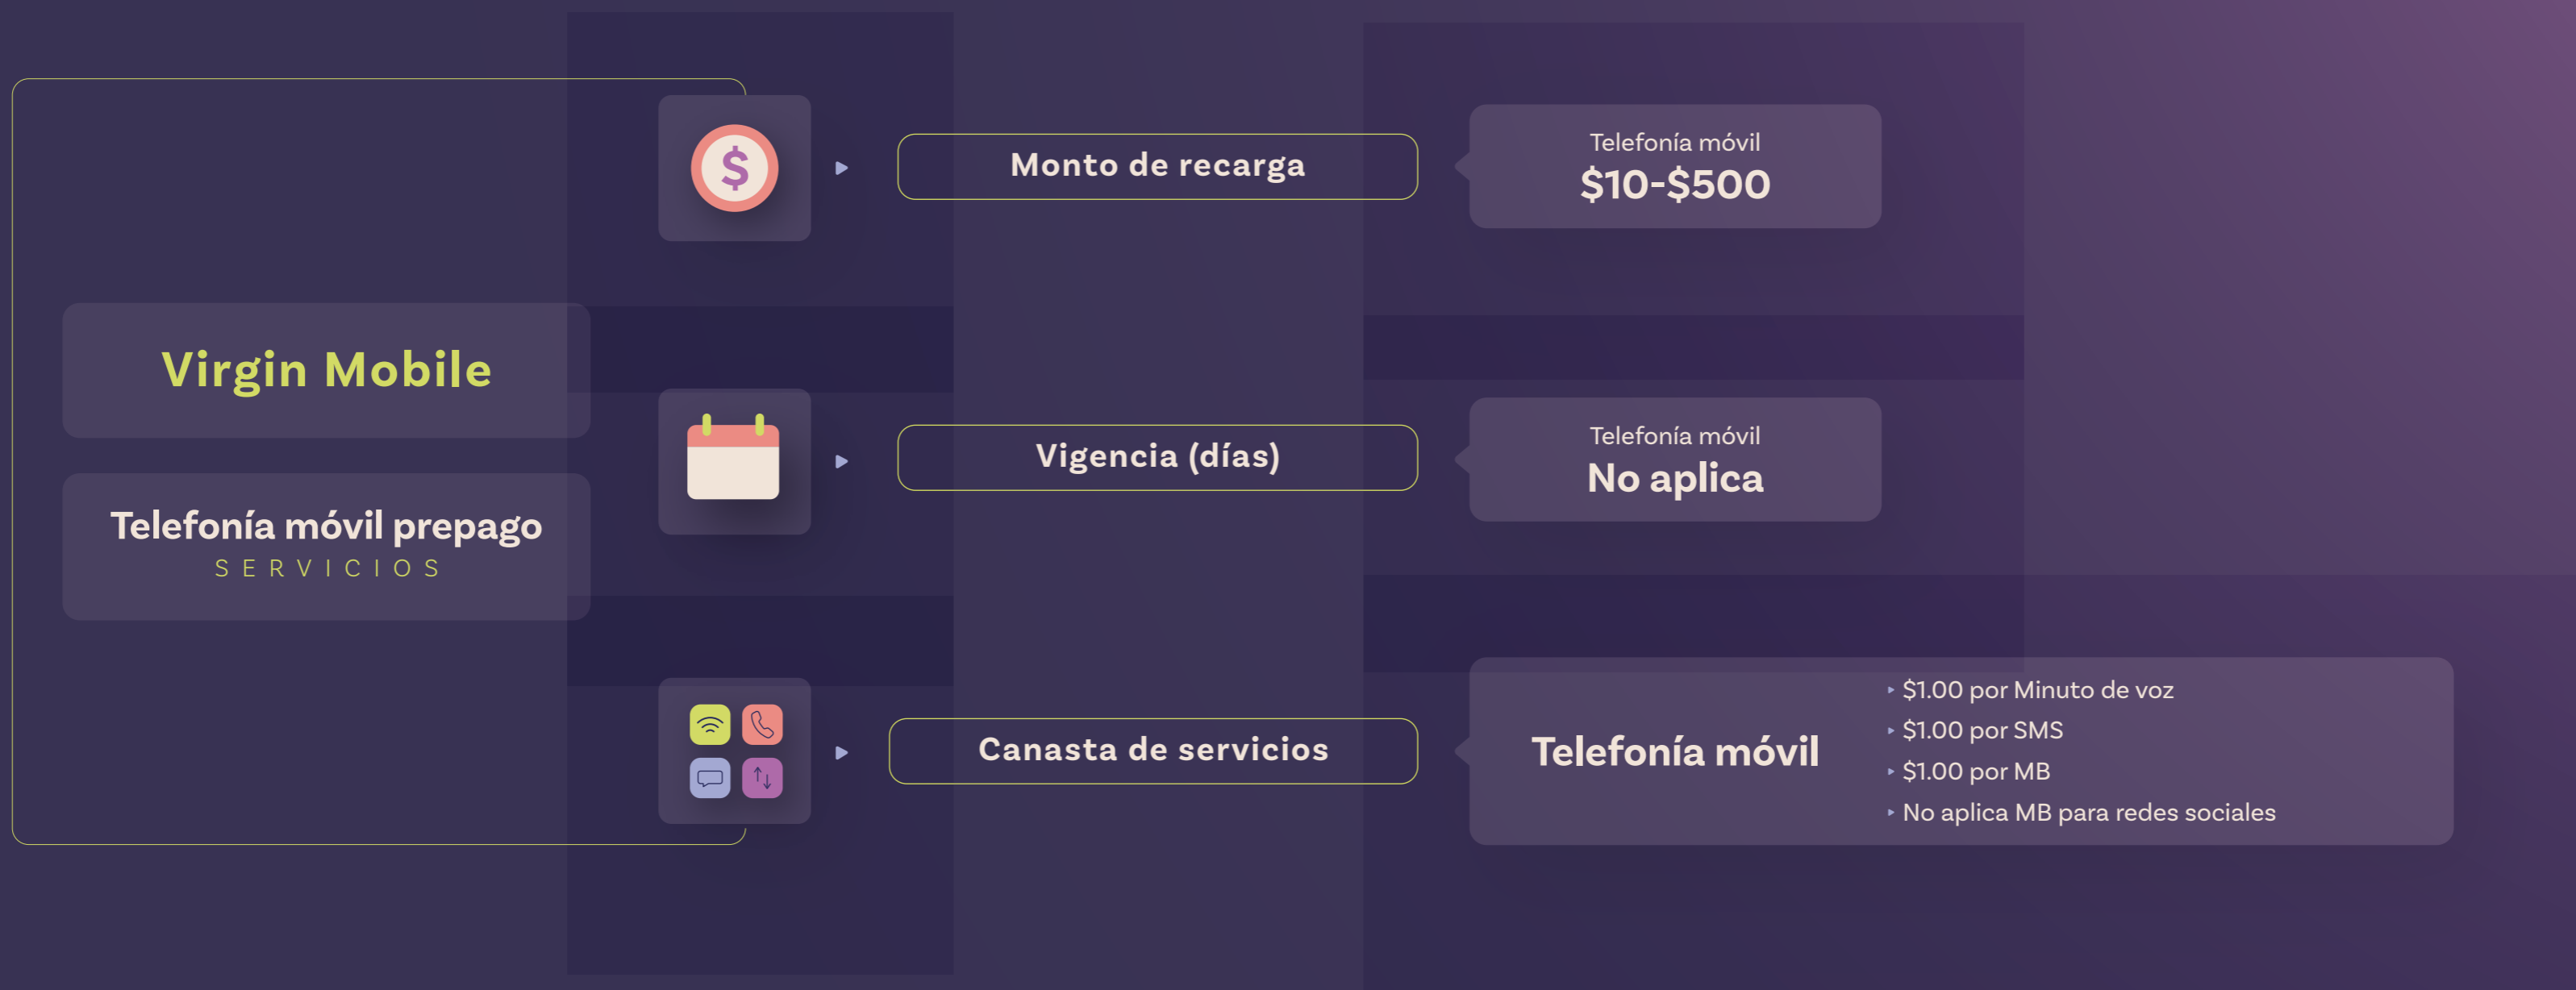 Virgin Mobile
Telefonía móvil prepago
SERVICIOS
$
Monto de recarga
Telefonía móvil
$10-$500
Vigencia (días)
Telefonía móvil
No aplica
Canasta de servicios
Telefonía móvil
$1.00 por Minuto de voz
$1.00 por SMS
$1.00 por MB
No aplica MB para redes sociales